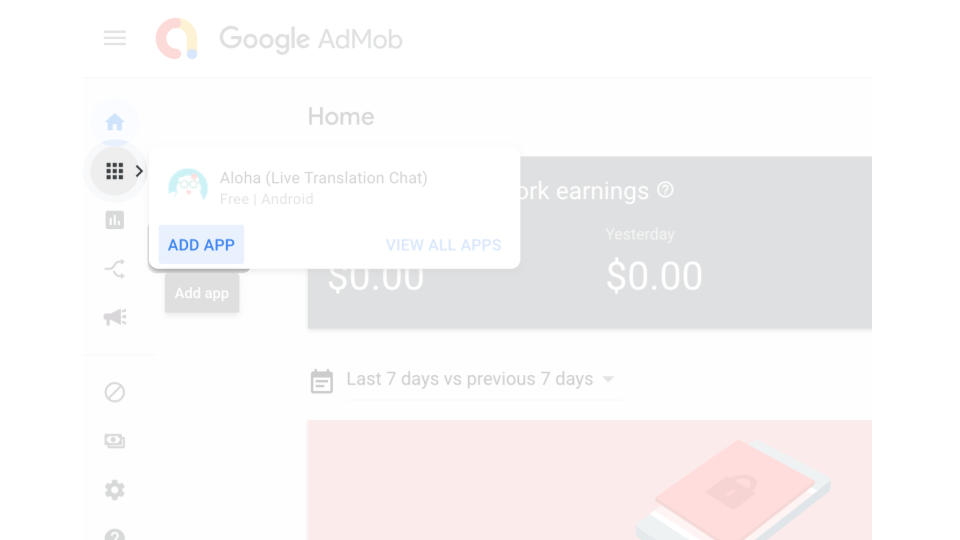 Google AdMob
Home
Aloha (Live Translation Chat)
Free | Android
ork earnings
Yesterday
ADD APP
VIEW ALL APPS
$0.00
$0.00
Add app
Last 7 days vs previous 7 days